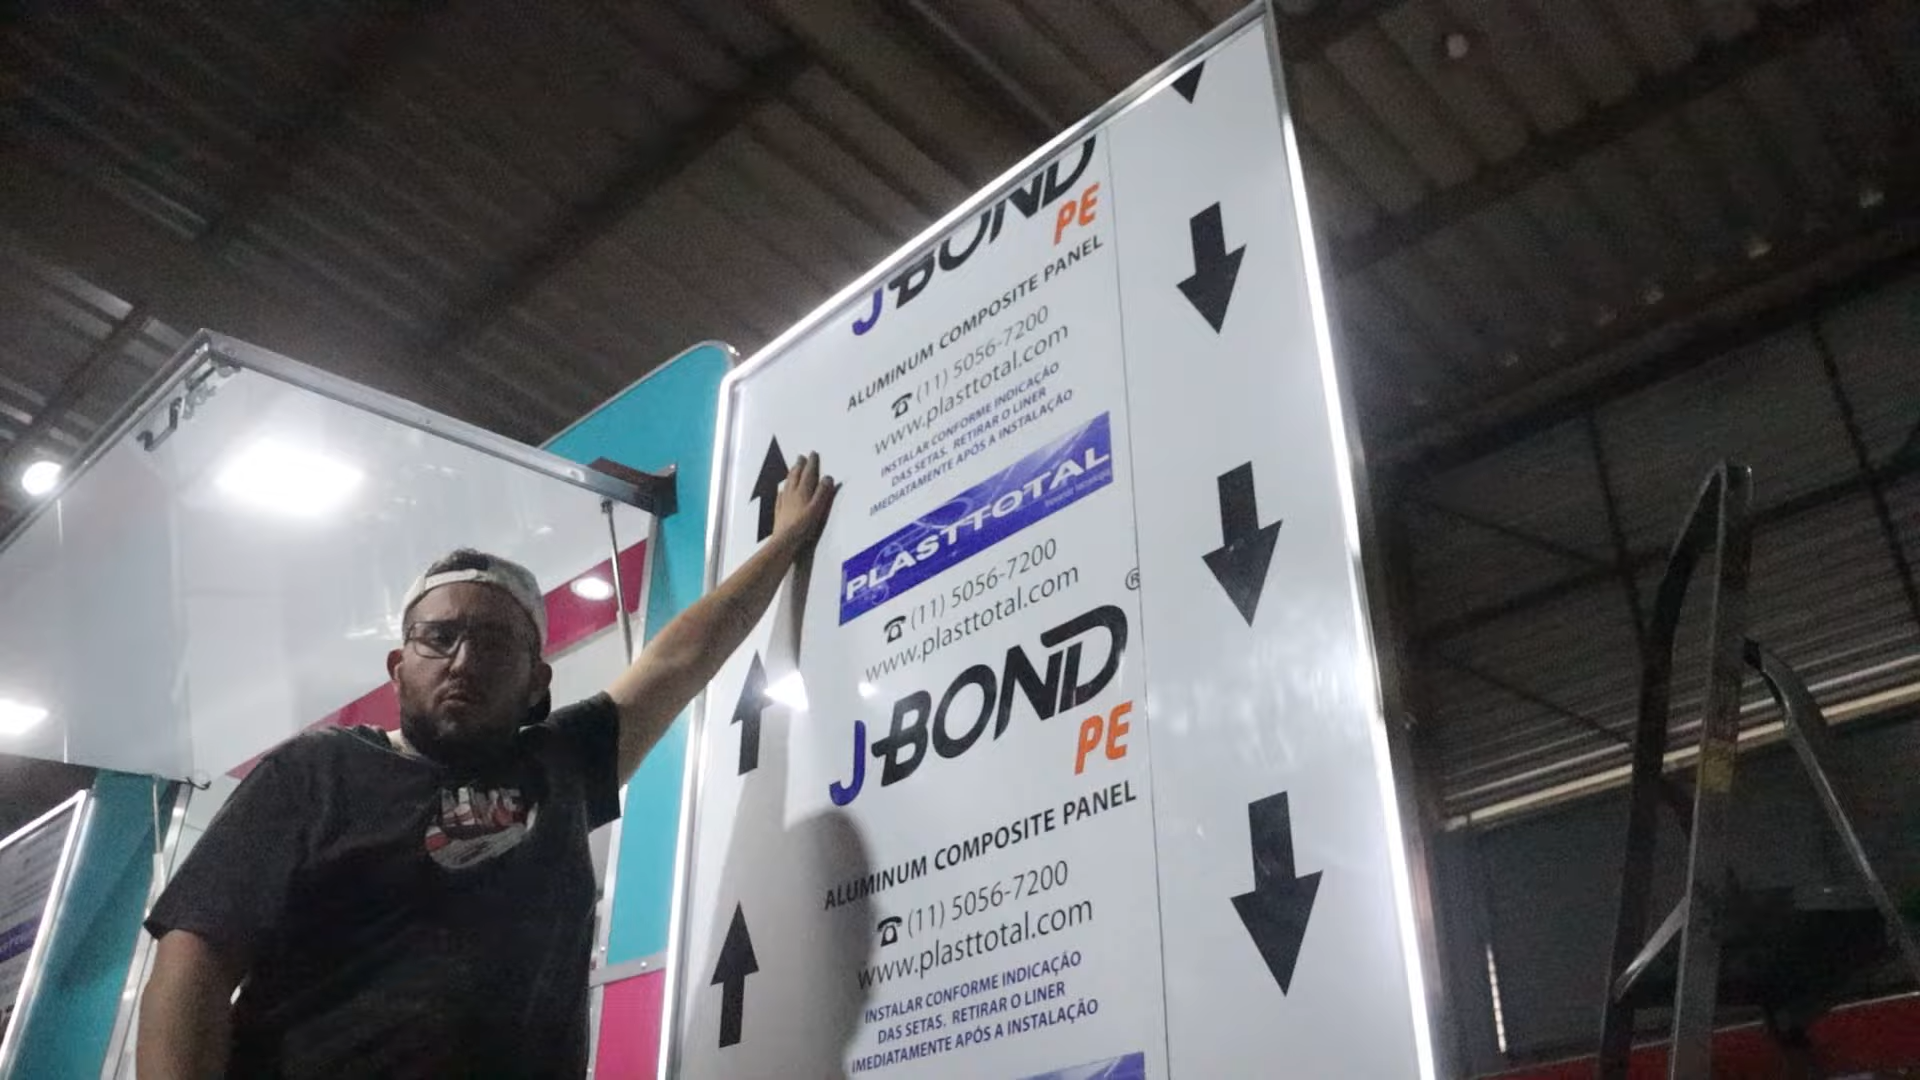 J-BOND
PE
ALUMINUM COMPOSITE PANEL
(11) 5056-7200
www.plasttotal.com
INSTALAR CONFORME INDICAÇÃO
DAS SETAS. RETIRAR O LINER
IMEDIATAMENTE APÓS A INSTALAÇÃO
PLASTTOTAL
(11) 5056-7200
www.plasttotal.com
J-BOND®
PE
ALUMINUM COMPOSITE PANEL
(11) 5056-7200
www.plasttotal.com
INSTALAR CONFORME INDICAÇÃO
DAS SETAS. RETIRAR O LINER
IMEDIATAMENTE APÓS A INSTALAÇÃO